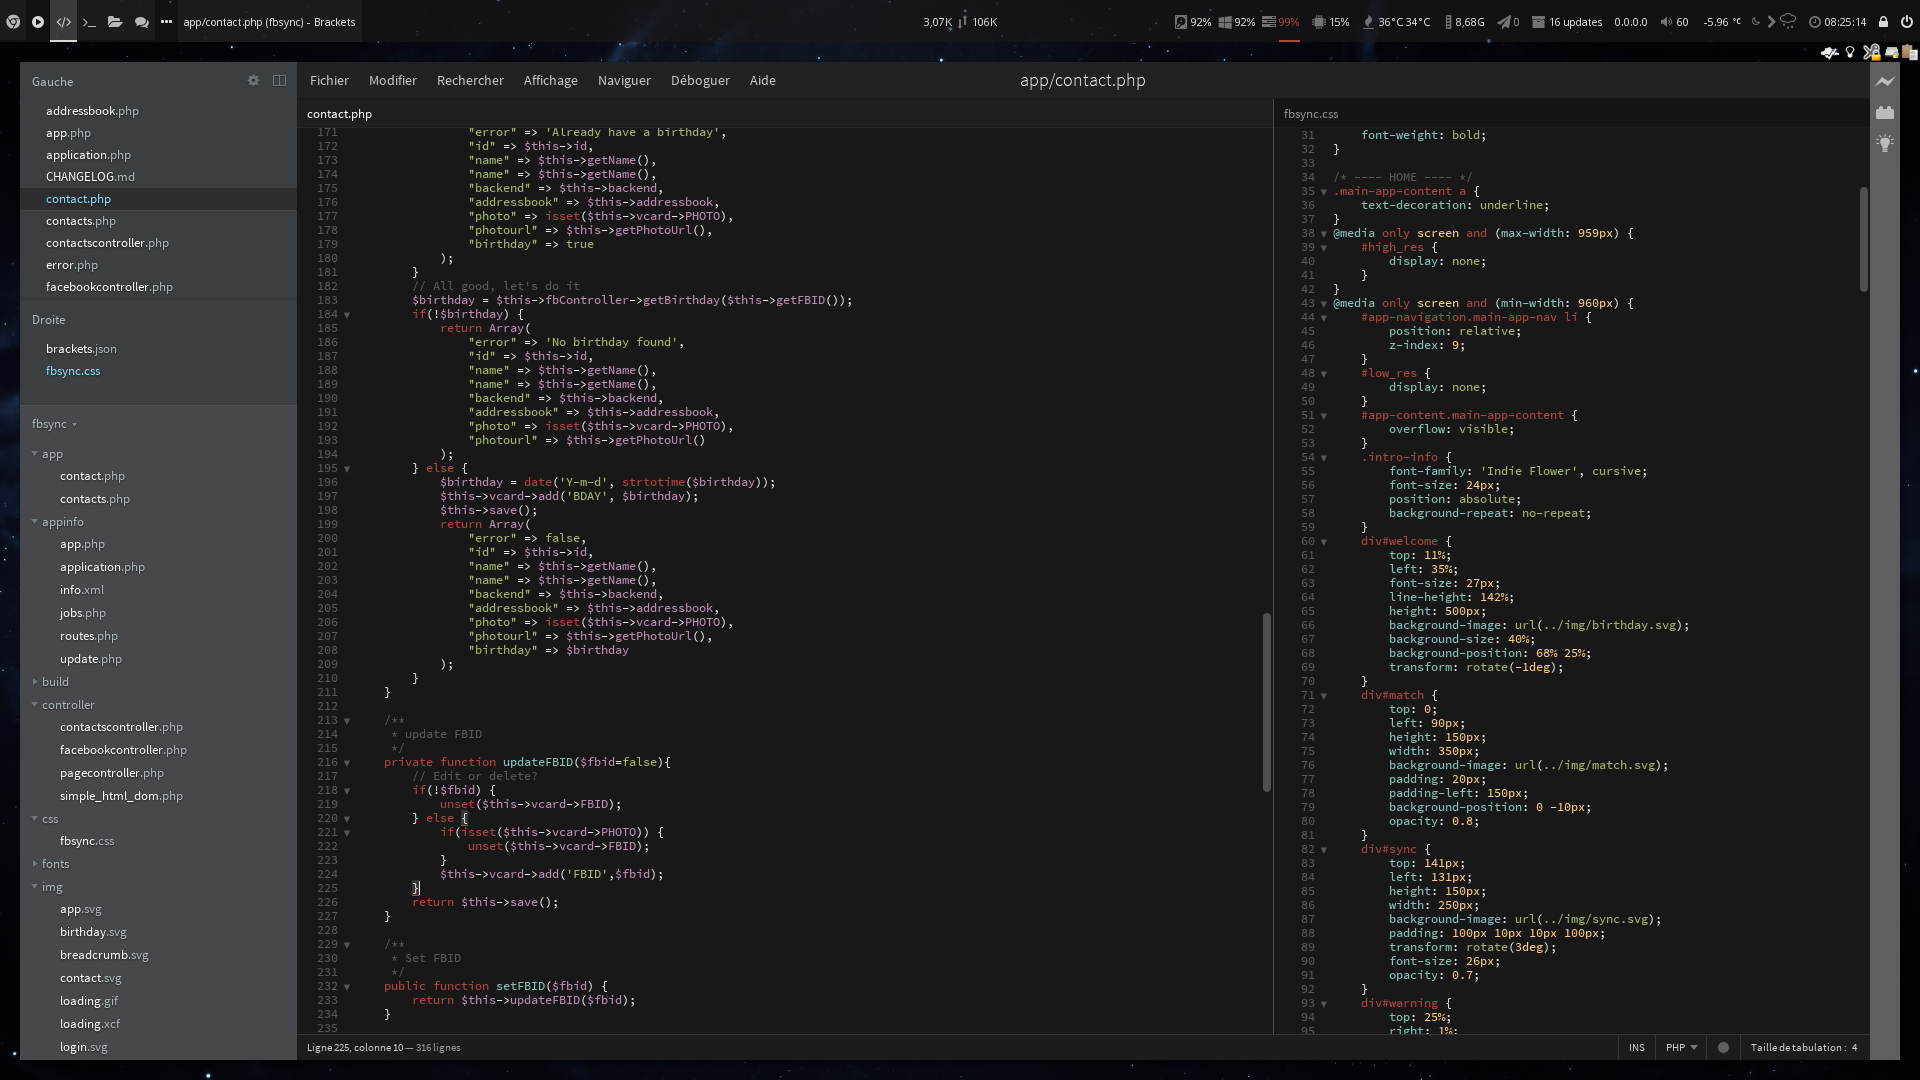 app/contact.php (fbsync) - Brackets
3,07K 106K
92% 92% 99% 15% 36°C 34°C 8,68G 0 16 updates 0.0.0.0 60 -5.96 °C 08:25:14
Gauche
addressbook.php
app.php
application.php
CHANGELOG.md
contact.php
contacts.php
contactscontroller.php
error.php
facebookcontroller.php
Droite
brackets.json
fbsync.css
fbsync
app
contact.php
contacts.php
appinfo
app.php
application.php
info.xml
jobs.php
routes.php
update.php
build
controller
contactscontroller.php
facebookcontroller.php
pagecontroller.php
simple_html_dom.php
css
fbsync.css
fonts
img
app.svg
birthday.svg
breadcrumb.svg
contact.svg
loading.gif
loading.xcf
login.svg
Fichier Modifier Rechercher Affichage Naviguer Déboguer Aide
app/contact.php
contact.php
171 "error" => 'Already have a birthday',
172 "id" => $this->id,
173 "name" => $this->getName(),
174 "name" => $this->getName(),
175 "backend" => $this->backend,
176 "addressbook" => $this->addressbook,
177 "photo" => isset($this->vcard->PHOTO),
178 "photourl" => $this->getPhotoUrl(),
179 "birthday" => true
180 );
181 }
182 // All good, let's do it
183 $birthday = $this->fbController->getBirthday($this->getFBID());
184 if(!$birthday) {
185 return Array(
186 "error" => 'No birthday found',
187 "id" => $this->id,
188 "name" => $this->getName(),
189 "name" => $this->getName(),
190 "backend" => $this->backend,
191 "addressbook" => $this->addressbook,
192 "photo" => isset($this->vcard->PHOTO),
193 "photourl" => $this->getPhotoUrl()
194 );
195 } else {
196 $birthday = date('Y-m-d', strtotime($birthday));
197 $this->vcard->add('BDAY', $birthday);
198 $this->save();
199 return Array(
200 "error" => false,
201 "id" => $this->id,
202 "name" => $this->getName(),
203 "name" => $this->getName(),
204 "backend" => $this->backend,
205 "addressbook" => $this->addressbook,
206 "photo" => isset($this->vcard->PHOTO),
207 "photourl" => $this->getPhotoUrl(),
208 "birthday" => $birthday
209 );
210 }
211 }
212
213 /**
214 * update FBID
215 */
216 private function updateFBID($fbid=false){
217 // Edit or delete?
218 if(!$fbid) {
219 unset($this->vcard->FBID);
220 } else {
221 if(isset($this->vcard->PHOTO)) {
222 unset($this->vcard->FBID);
223 }
224 $this->vcard->add('FBID',$fbid);
225 }
226 return $this->save();
227 }
228
229 /**
230 * Set FBID
231 */
232 public function setFBID($fbid) {
233 return $this->updateFBID($fbid);
234 }
235
fbsync.css
31 font-weight: bold;
32 }
33
34 /* ---- HOME ---- */
35 .main-app-content a {
36 text-decoration: underline;
37 }
38 @media only screen and (max-width: 959px) {
39 #high_res {
40 display: none;
41 }
42 }
43 @media only screen and (min-width: 960px) {
44 #app-navigation.main-app-nav li {
45 position: relative;
46 z-index: 9;
47 }
48 #low_res {
49 display: none;
50 }
51 #app-content.main-app-content {
52 overflow: visible;
53 }
54 .intro-info {
55 font-family: 'Indie Flower', cursive;
56 font-size: 24px;
57 position: absolute;
58 background-repeat: no-repeat;
59 }
60 div#welcome {
61 top: 11%;
62 left: 35%;
63 font-size: 27px;
64 line-height: 142%;
65 height: 500px;
66 background-image: url(../img/birthday.svg);
67 background-size: 40%;
68 background-position: 68% 25%;
69 transform: rotate(-1deg);
70 }
71 div#match {
72 top: 0;
73 left: 90px;
74 height: 150px;
75 width: 350px;
76 background-image: url(../img/match.svg);
77 padding: 20px;
78 padding-left: 150px;
79 background-position: 0 -10px;
80 opacity: 0.8;
81 }
82 div#sync {
83 top: 141px;
84 left: 131px;
85 height: 150px;
86 width: 250px;
87 background-image: url(../img/sync.svg);
88 padding: 100px 10px 10px 100px;
89 transform: rotate(3deg);
90 font-size: 26px;
91 opacity: 0.7;
92 }
93 div#warning {
94 top: 25%;
95 right: 1%;
Ligne 225, colonne 10 — 316 lignes
INS PHP Taille de tabulation : 4